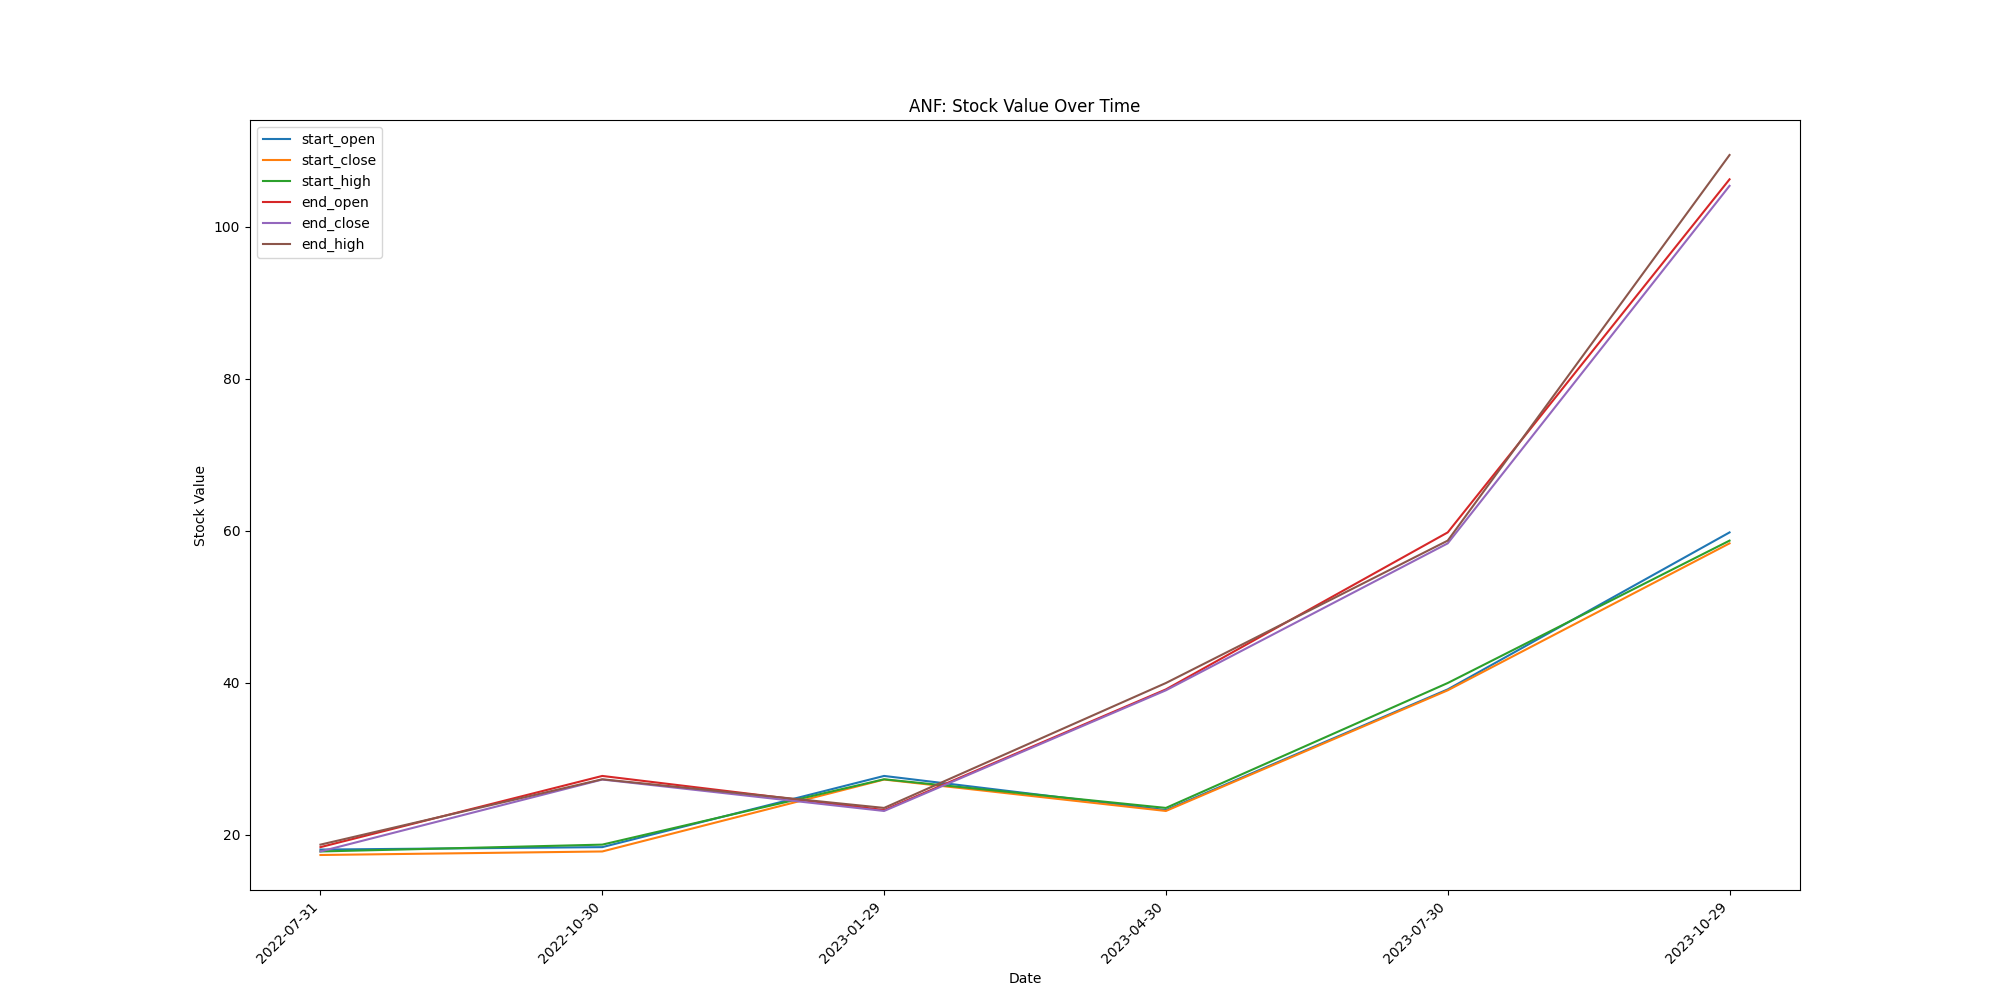 ANF: Stock Value Over Time
start_open
start_close
start_high
end_open
end_close
end_high
100
80
60
40
20
Stock Value
2022-07-31
2022-10-30
2023-01-29
2023-04-30
2023-07-30
2023-10-29
Date